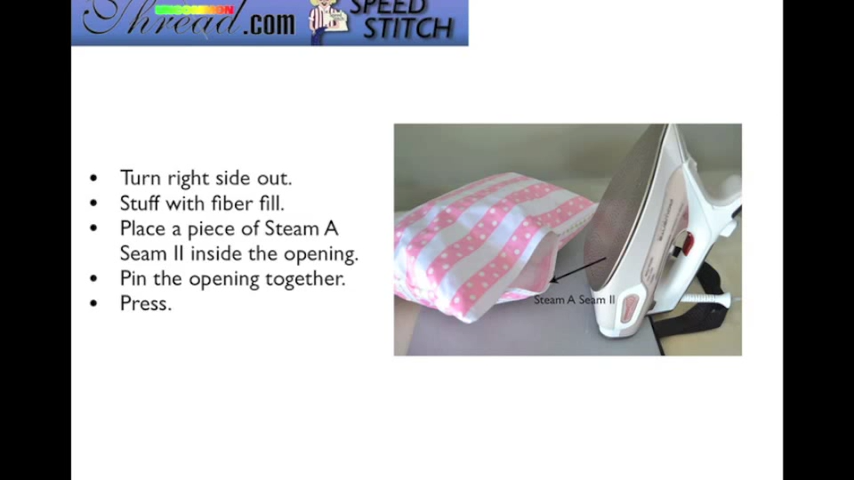 Thread.com
SPEED
STITCH
• Turn right side out.
• Stuff with fiber fill.
• Place a piece of Steam A
Seam II inside the opening.
• Pin the opening together.
• Press.
Steam A Seam II